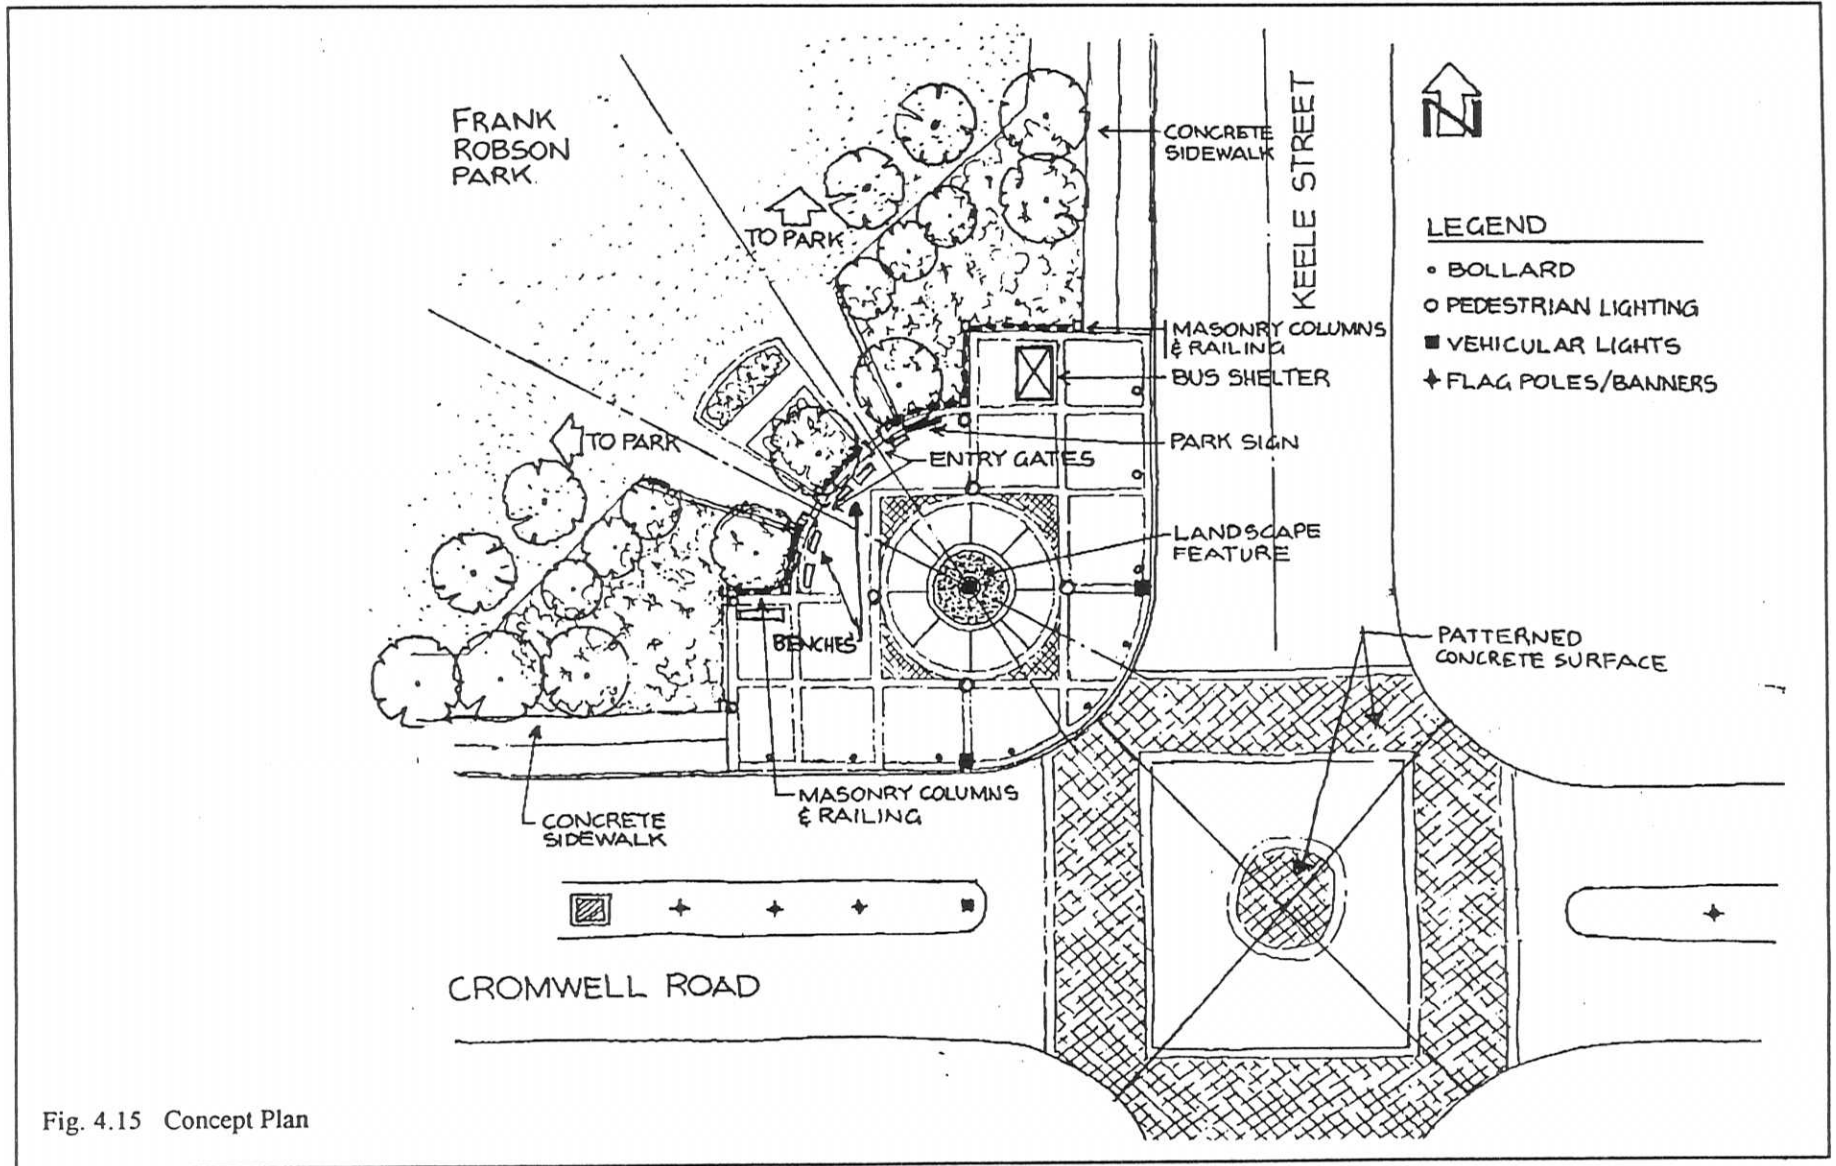 FRANK
ROBSON
PARK.
TO PARK
TO PARK
CONCRETE
SIDEWALK
KEELE STREET
N
LEGEND
BOLLARD
PEDESTRIAN LIGHTING
VEHICULAR LIGHTS
FLAG POLES/BANNERS
MASONRY COLUMNS
& RAILING
BUS SHELTER
PARK SIGN
ENTRY GATES
LANDSCAPE
FEATURE
BENCHES
PATTERNED
CONCRETE SURFACE
MASONRY COLUMNS
& RAILING
CONCRETE
SIDEWALK
CROMWELL ROAD
Fig. 4.15 Concept Plan